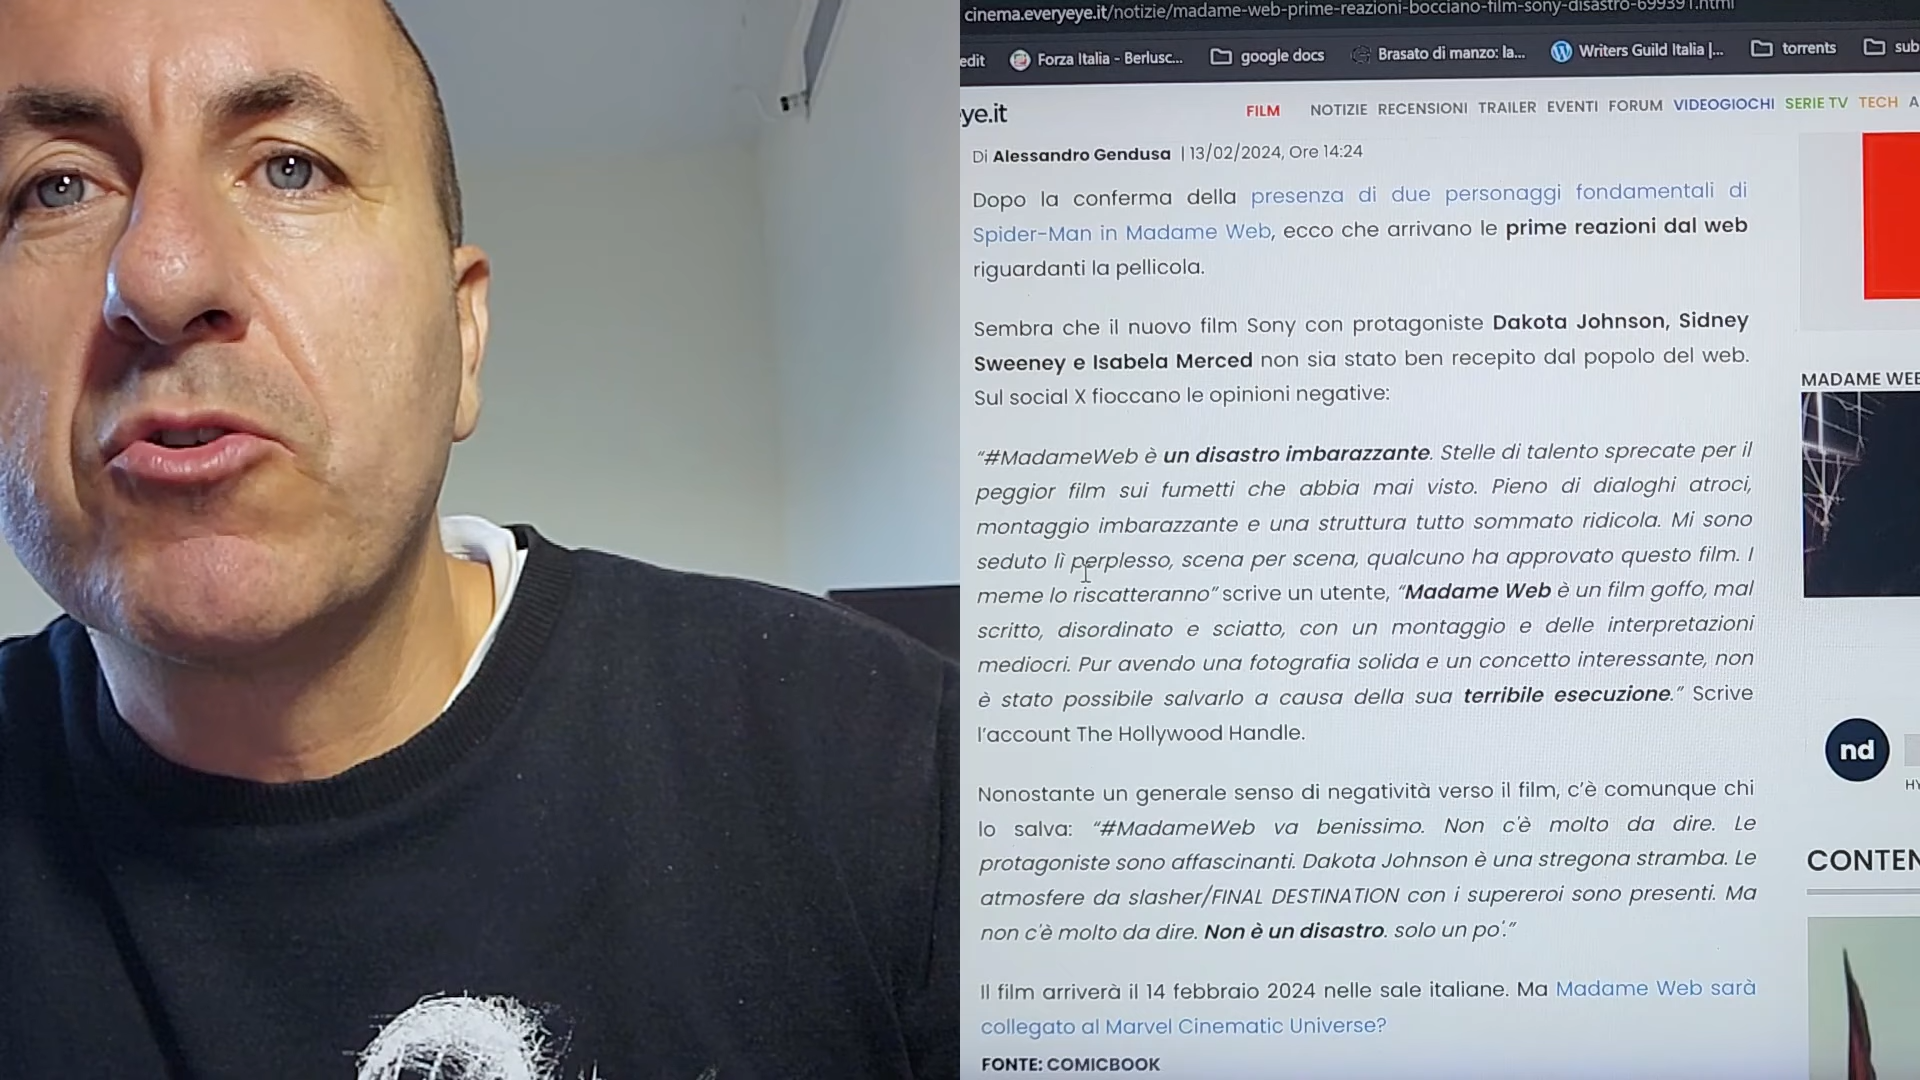 cinema.everyeye.it/notizie/madame-web-prime-reazioni-bocciano-film-sony-disastro-699391.html
edit Forza Italia - Berlusc... google docs Brasato di manzo: la... Writers Guild Italia |... torrents sub
ye.it FILM NOTIZIE RECENSIONI TRAILER EVENTI FORUM VIDEOGIOCHI SERIE TV TECH A
Di Alessandro Gendusa | 13/02/2024, Ore 14:24
Dopo la conferma della presenza di due personaggi fondamentali di
Spider-Man in Madame Web, ecco che arrivano le prime reazioni dal web
riguardanti la pellicola.
Sembra che il nuovo film Sony con protagoniste Dakota Johnson, Sidney
Sweeney e Isabela Merced non sia stato ben recepito dal popolo del web.
Sul social X fioccano le opinioni negative:
“#MadameWeb è un disastro imbarazzante. Stelle di talento sprecate per il
peggior film sui fumetti che abbia mai visto. Pieno di dialoghi atroci,
montaggio imbarazzante e una struttura tutto sommato ridicola. Mi sono
seduto lì perplesso, scena per scena, qualcuno ha approvato questo film. I
meme lo riscatteranno” scrive un utente, “Madame Web è un film goffo, mal
scritto, disordinato e sciatto, con un montaggio e delle interpretazioni
mediocri. Pur avendo una fotografia solida e un concetto interessante, non
è stato possibile salvarlo a causa della sua terribile esecuzione.” Scrive
l’account The Hollywood Handle.
Nonostante un generale senso di negatività verso il film, c’è comunque chi
lo salva: “#MadameWeb va benissimo. Non c'è molto da dire. Le
protagoniste sono affascinanti. Dakota Johnson è una stregona stramba. Le
atmosfere da slasher/FINAL DESTINATION con i supereroi sono presenti. Ma
non c'è molto da dire. Non è un disastro. solo un po'.”
Il film arriverà il 14 febbraio 2024 nelle sale italiane. Ma Madame Web sarà
collegato al Marvel Cinematic Universe?
FONTE: COMICBOOK
MADAME WEB
nd
HY
CONTEN